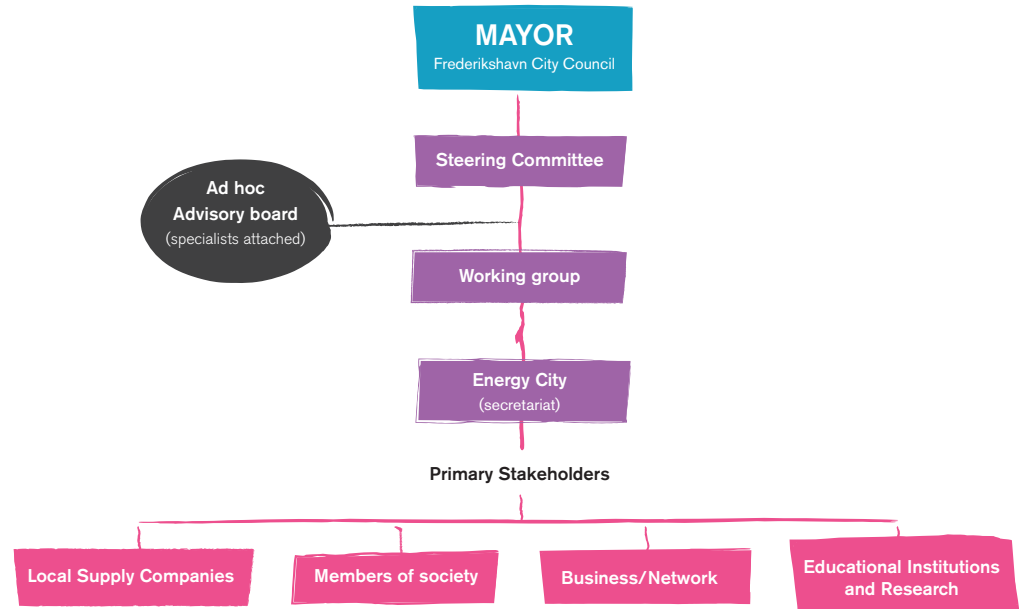 MAYOR
Frederikshavn City Council
Steering Committee
Ad hoc
Advisory board
(specialists attached)
Working group
Energy City
(secretariat)
Primary Stakeholders
Local Supply Companies
Members of society
Business/Network
Educational Institutions
and Research